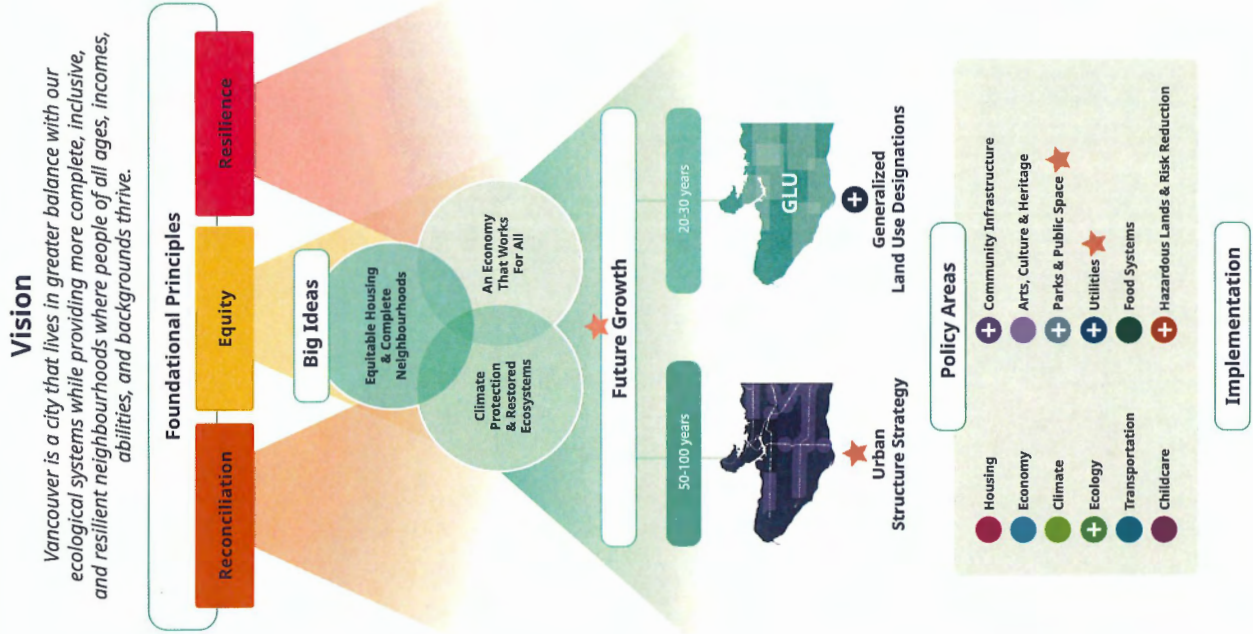 Vision
Vancouver is a city that lives in greater balance with our
ecological systems while providing more complete, inclusive,
and resilient neighbourhoods where people of all ages, incomes,
abilities, and backgrounds thrive.
Foundational Principles
Reconciliation
Equity
Resilience
Big Ideas
Equitable Housing
& Complete
Neighbourhoods
Climate
Protection
& Restored
Ecosystems
An Economy
That Works
For All
Future Growth
50-100 years
20-30 years
GLU
Urban
Structure Strategy
Generalized
Land Use Designations
Policy Areas
Housing
Economy
Climate
Ecology
Transportation
Childcare
Community Infrastructure
Arts, Culture & Heritage
Parks & Public Space
Utilities
Food Systems
Hazardous Lands & Risk Reduction
Implementation